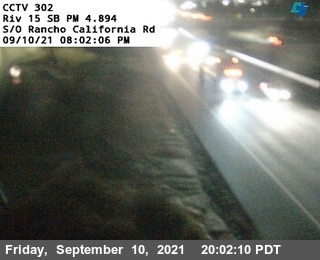 CCTV 302
Riv 15 SB PM 4.894
S/O Rancho California Rd
09/10/21 08:02:06 PM
Friday, September 10, 2021 20:02:10 PDT